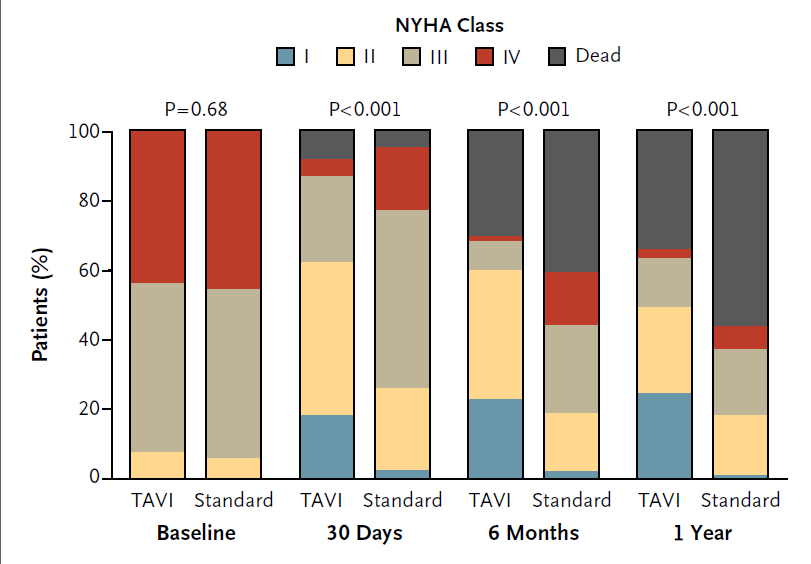 NYHA Class
I II III IV Dead
P=0.68 P<0.001 P<0.001 P<0.001
100
80
60
40
20
0
Patients (%)
TAVI Standard TAVI Standard TAVI Standard TAVI Standard
Baseline 30 Days 6 Months 1 Year